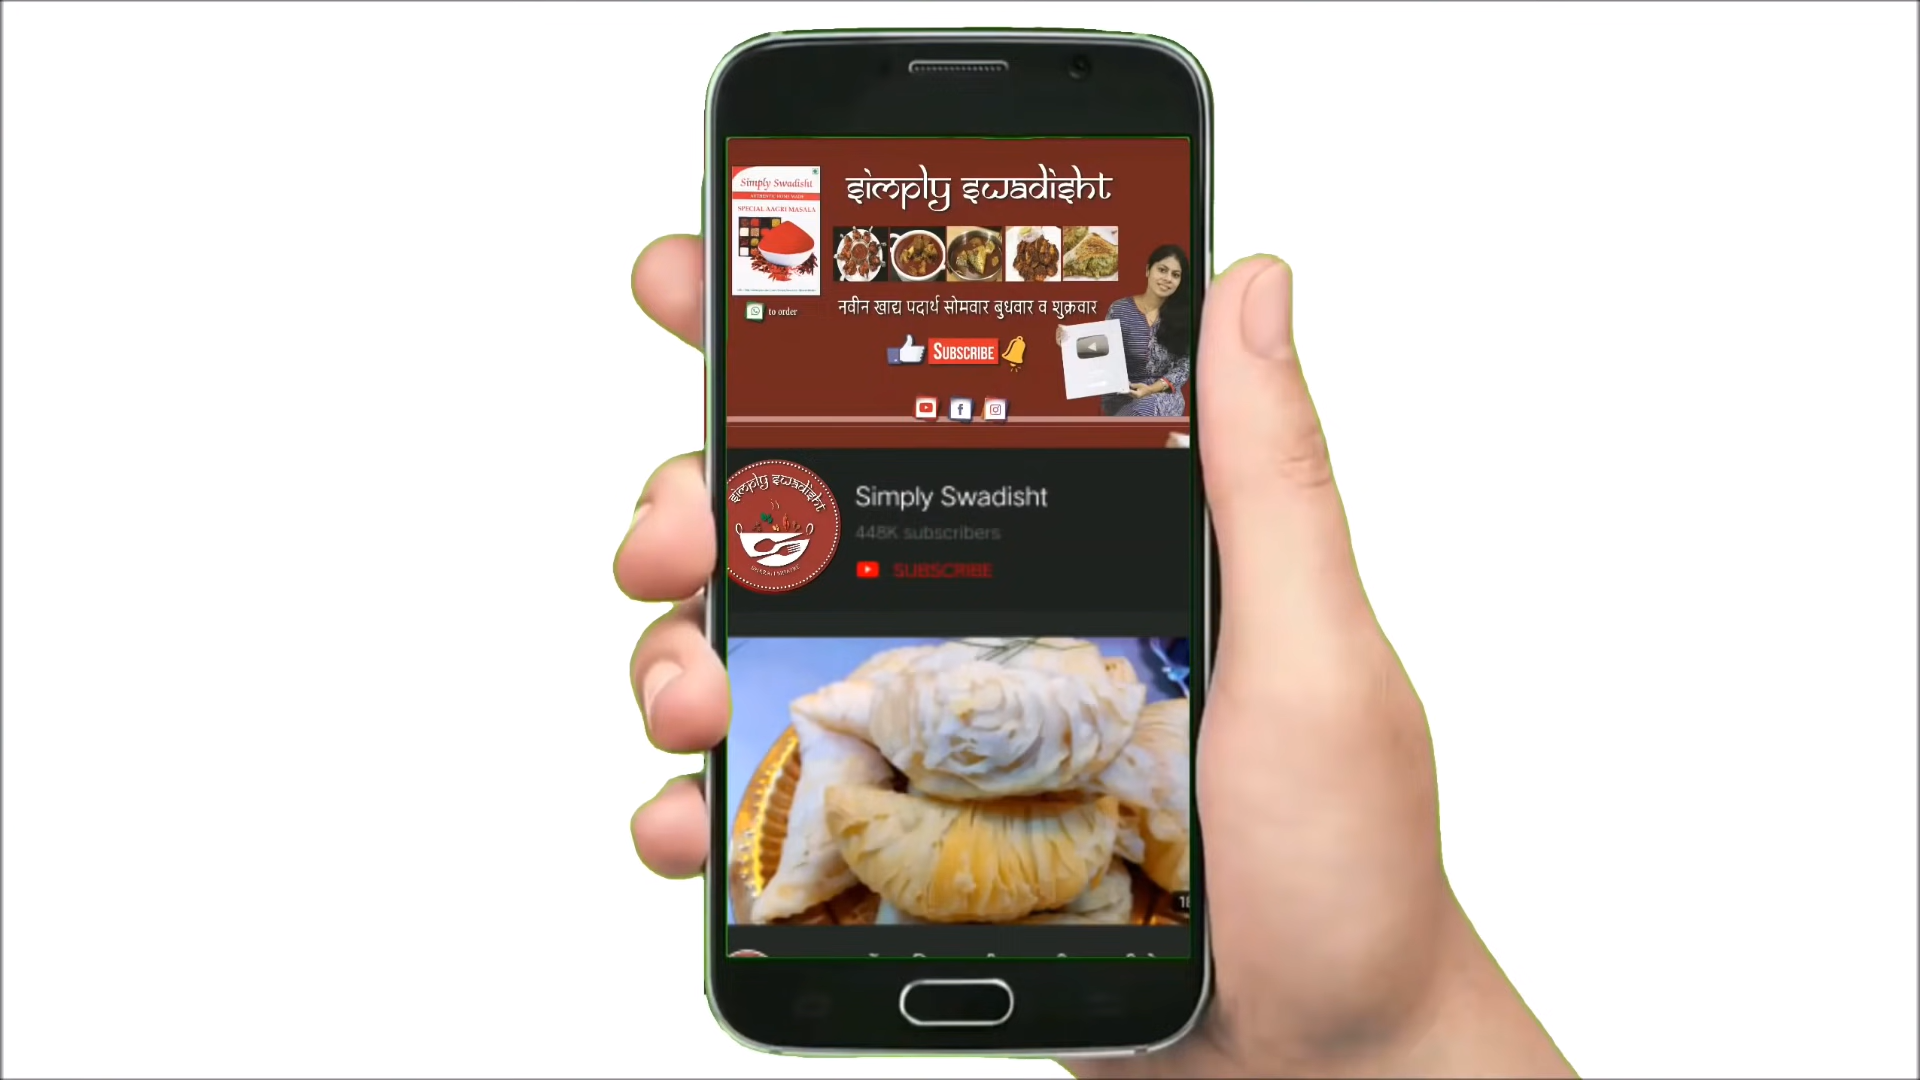 simply swadisht
Simply Swadisht
SPECIAL AAGRI MASALA
to order
नवीन खाद्य पदार्थ सोमवार बुधवार व शुक्रवार
SUBSCRIBE
simply swadisht
Simply Swadisht
448K subscribers
SUBSCRIBE